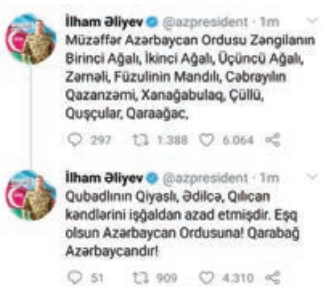 İlham Əliyev @azpresident · 1m
Müzəffər Azərbaycan Ordusu Zəngilanın
Birinci Ağalı, İkinci Ağalı, Üçüncü Ağalı,
Zərnəli, Füzulinin Mandılı, Cəbrayılın
Qazanzəmi, Xanağabulaq, Çüllü,
Quşçular, Qaraağac,
297 1.388 6.064
İlham Əliyev @azpresident · 1m
Qubadlının Qiyaslı, Əbilcə, Qılıcan
kəndlərini işğaldan azad etmişdir. Eşq
olsun Azərbaycan Ordusuna! Qarabağ
Azərbaycandır!
51 909 4.310